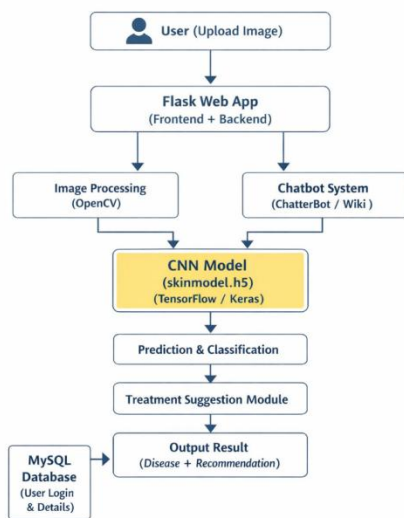 User (Upload Image)
Flask Web App
(Frontend + Backend)
Image Processing
(OpenCV)
Chatbot System
(ChatterBot / Wiki )
CNN Model
(skinmodel.h5)
(TensorFlow / Keras)
Prediction & Classification
Treatment Suggestion Module
Output Result
(Disease + Recommendation)
MySQL
Database
(User Login
& Details)